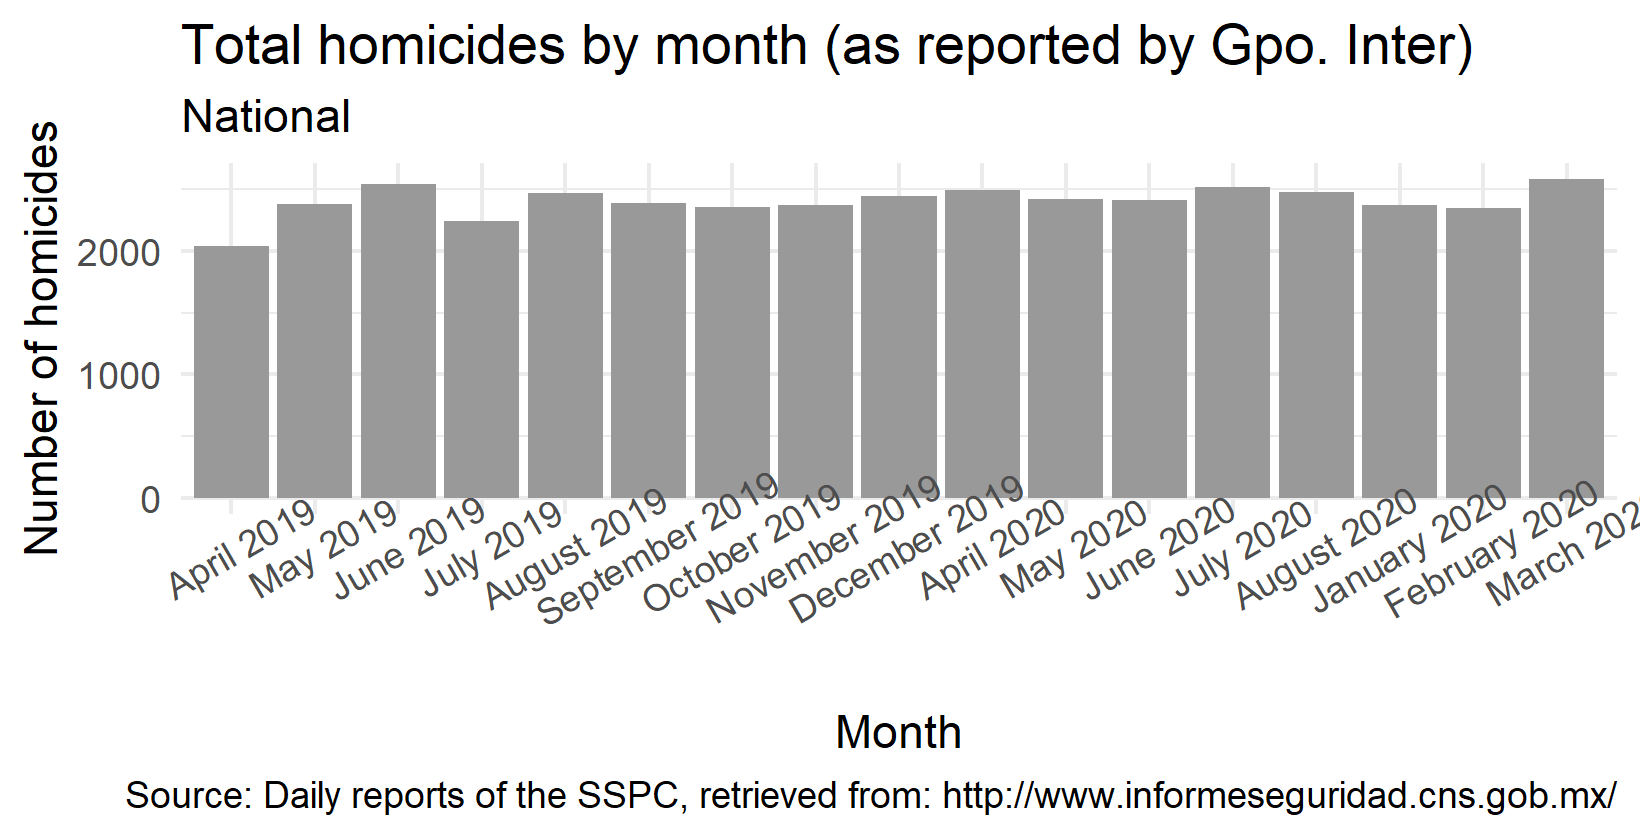 Total homicides by month (as reported by Gpo. Inter)
National
Number of homicides
2000
1000
0
April 2019
May 2019
June 2019
July 2019
August 2019
September 2019
October 2019
November 2019
December 2019
April 2020
May 2020
June 2020
July 2020
August 2020
January 2020
February 2020
March 202
Month
Source: Daily reports of the SSPC, retrieved from: http://www.informeseguridad.cns.gob.mx/